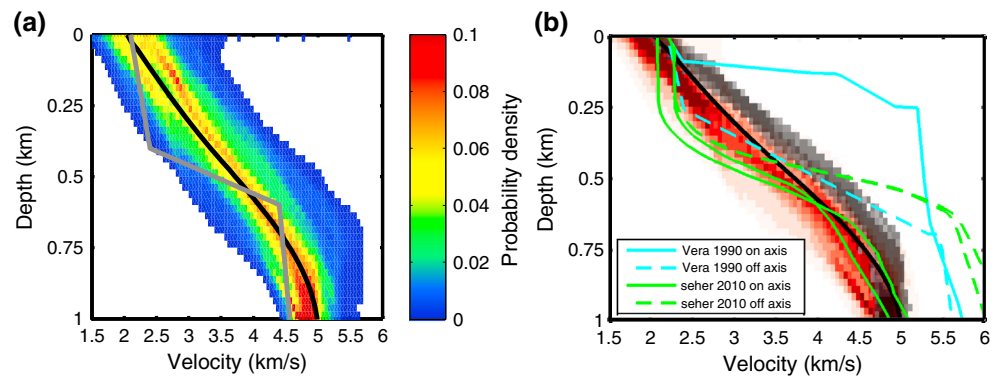 (a)
0
0.25
0.5
0.75
1
Depth (km)
1.5 2 2.5 3 3.5 4 4.5 5 5.5 6
Velocity (km/s)
0.1
0.08
0.06
0.04
0.02
0
Probability density
(b)
0
0.25
0.5
0.75
1
Depth (km)
Vera 1990 on axis
Vera 1990 off axis
seher 2010 on axis
seher 2010 off axis
1.5 2 2.5 3 3.5 4 4.5 5 5.5 6
Velocity (km/s)